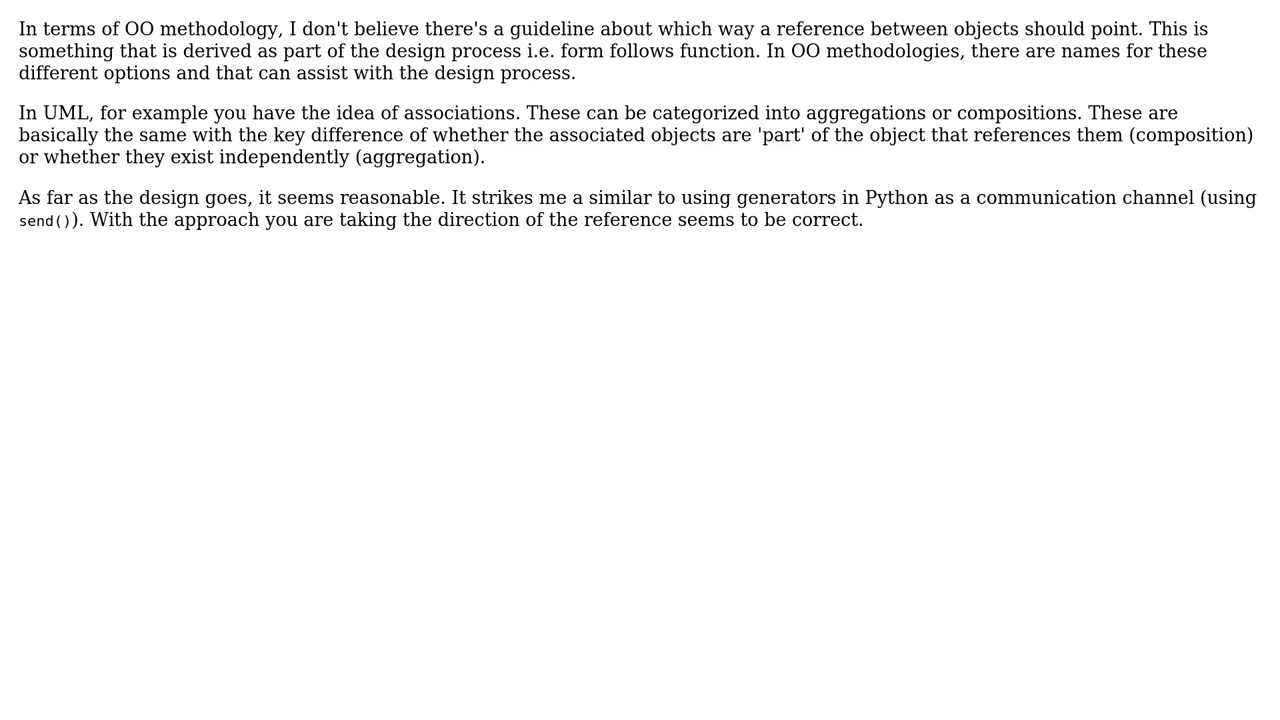 In terms of OO methodology, I don't believe there's a guideline about which way a reference between objects should point. This is
something that is derived as part of the design process i.e. form follows function. In OO methodologies, there are names for these
different options and that can assist with the design process.
In UML, for example you have the idea of associations. These can be categorized into aggregations or compositions. These are
basically the same with the key difference of whether the associated objects are 'part' of the object that references them (composition)
or whether they exist independently (aggregation).
As far as the design goes, it seems reasonable. It strikes me a similar to using generators in Python as a communication channel (using
send()). With the approach you are taking the direction of the reference seems to be correct.